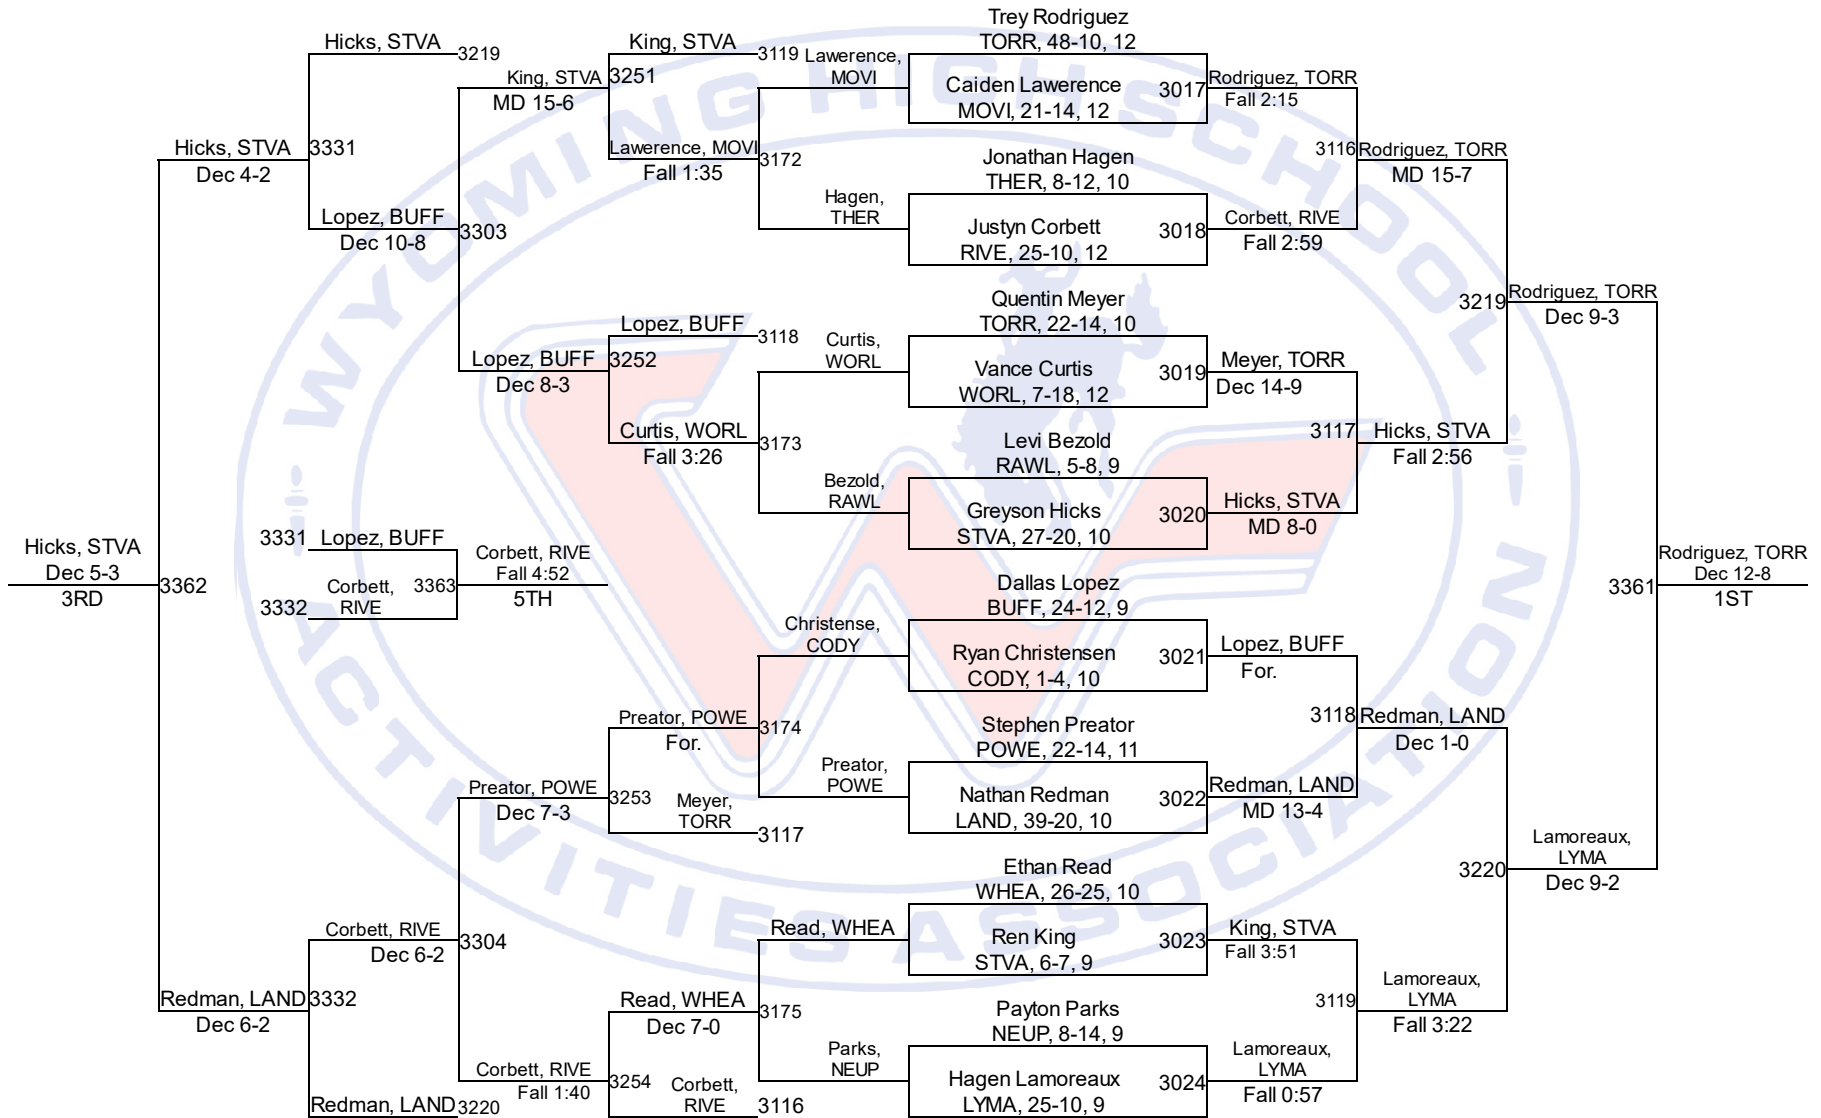 Trey Rodriguez
TORR, 48-10, 12
Caiden Lawerence
MOVI, 21-14, 12
3017
Jonathan Hagen
THER, 8-12, 10
Justyn Corbett
RIVE, 25-10, 12
3018
Quentin Meyer
TORR, 22-14, 10
Vance Curtis
WORL, 7-18, 12
3019
Levi Bezold
RAWL, 5-8, 9
Greyson Hicks
STVA, 27-20, 10
3020
Dallas Lopez
BUFF, 24-12, 9
Ryan Christensen
CODY, 1-4, 10
3021
Stephen Preator
POWE, 22-14, 11
Nathan Redman
LAND, 39-20, 10
3022
Ethan Read
WHEA, 26-25, 10
Ren King
STVA, 6-7, 9
3023
Payton Parks
NEUP, 8-14, 9
Hagen Lamoreaux
LYMA, 25-10, 9
3024
Rodriguez, TORR
Fall 2:15
3116
Corbett, RIVE
Fall 2:59
Meyer, TORR
Dec 14-9
3117
Hicks, STVA
MD 8-0
Lopez, BUFF
For.
3118
Redman, LAND
MD 13-4
King, STVA
Fall 3:51
3119
Lamoreaux,
LYMA
Fall 0:57
Rodriguez, TORR
MD 15-7
3219
Hicks, STVA
Fall 2:56
Redman, LAND
Dec 1-0
3220
Lamoreaux,
LYMA
Fall 3:22
Rodriguez, TORR
Dec 9-3
3361
Lamoreaux,
LYMA
Dec 9-2
Rodriguez, TORR
Dec 12-8
1ST
Lawerence,
MOVI
3172
Hagen,
THER
Curtis,
WORL
3173
Bezold,
RAWL
Christense,
CODY
3174
Preator,
POWE
Read, WHEA
3175
Parks,
NEUP
King, STVA
3119
3251
Lawerence, MOVI
Fall 1:35
Lopez, BUFF
3118
3252
Curtis, WORL
Fall 3:26
Preator, POWE
For.
3253
Meyer,
TORR
3117
Read, WHEA
Dec 7-0
3254
Corbett,
RIVE
3116
King, STVA
MD 15-6
3303
Lopez, BUFF
Dec 8-3
Preator, POWE
Dec 7-3
3304
Corbett, RIVE
Fall 1:40
Hicks, STVA
3219
3331
Lopez, BUFF
Dec 10-8
Corbett, RIVE
Dec 6-2
3332
Redman, LAND
3220
Hicks, STVA
Dec 4-2
3362
Redman, LAND
Dec 6-2
Hicks, STVA
Dec 5-3
3RD
3331
Lopez, BUFF
3332
Corbett,
RIVE
3363
Corbett, RIVE
Fall 4:52
5TH
WYOMING HIGH SCHOOL
ACTIVITIES ASSOCIATION